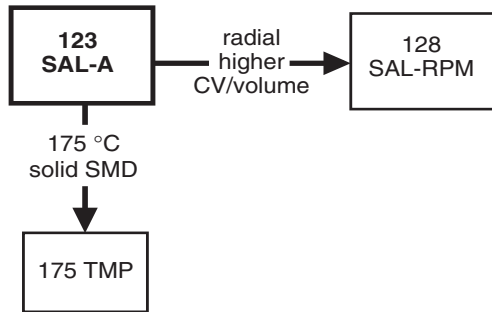 123
SAL-A
radial
higher
CV/volume
128
SAL-RPM
175 °C
solid SMD
175 TMP